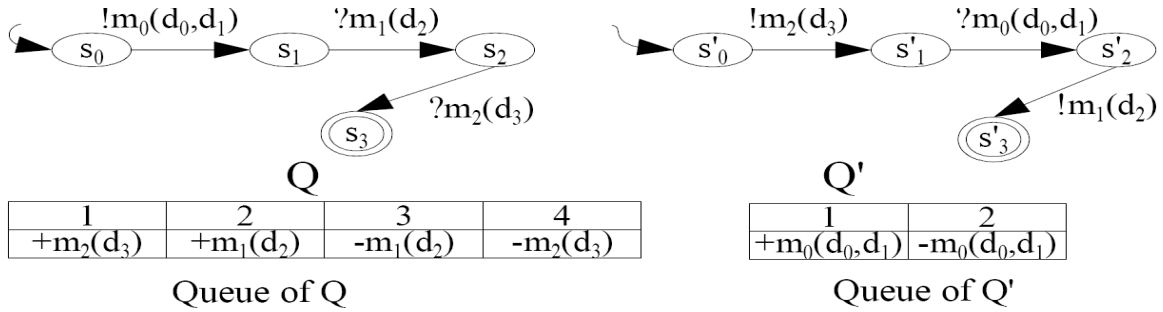 !m₀(d₀,d₁) ?m₁(d₂) !m₂(d₃) ?m₀(d₀,d₁)
s₀ s₁ s₂ s'₀ s'₁ s'₂
?m₂(d₃) !m₁(d₂)
s₃ s'₃
Q Q'
1 2 3 4 1 2
+m₂(d₃) +m₁(d₂) -m₁(d₂) -m₂(d₃) +m₀(d₀,d₁) -m₀(d₀,d₁)
Queue of Q Queue of Q'